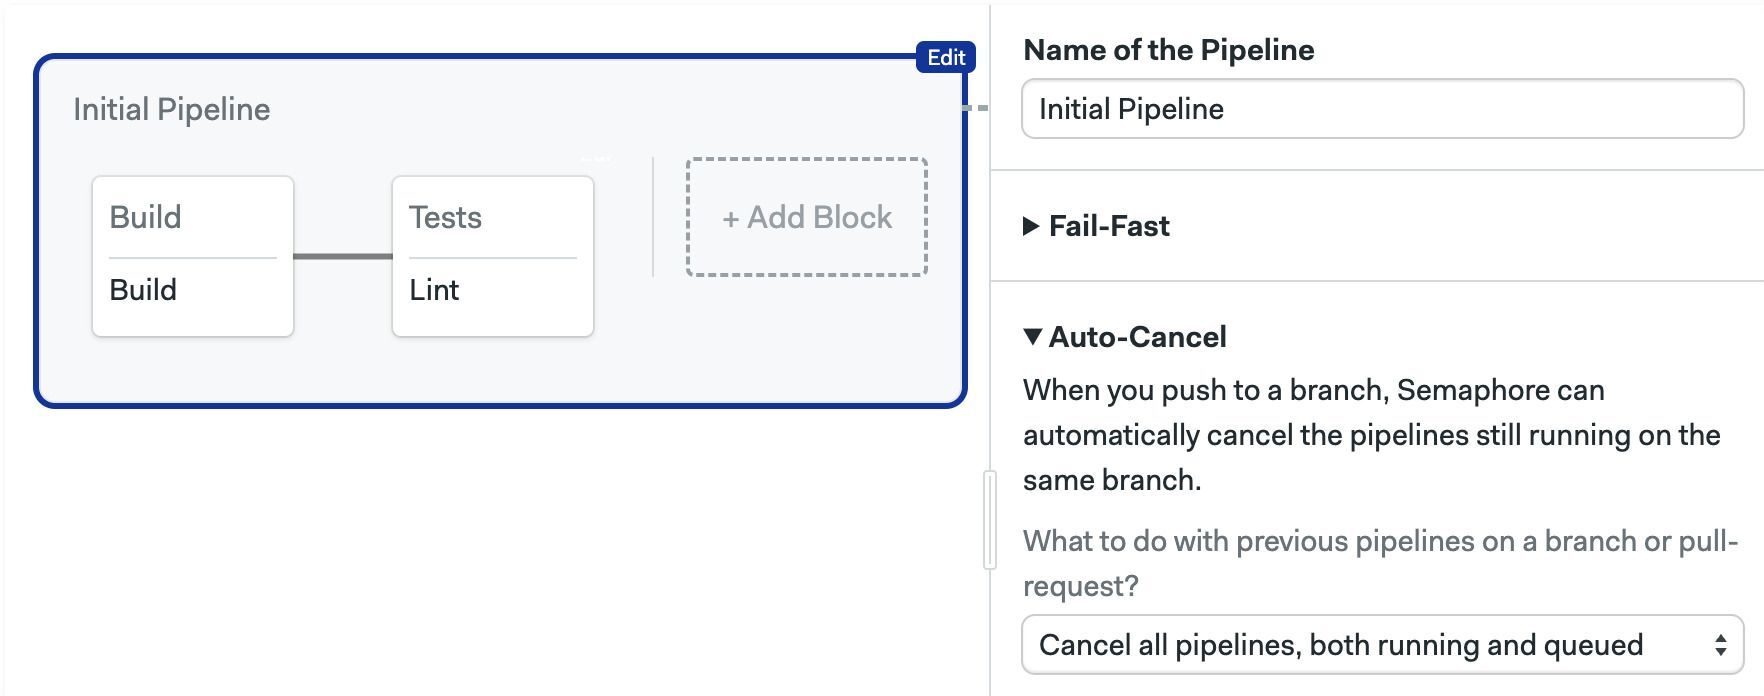 Edit
Initial Pipeline
Build
Build
Tests
Lint
+ Add Block
Name of the Pipeline
Initial Pipeline
Fail-Fast
Auto-Cancel
When you push to a branch, Semaphore can
automatically cancel the pipelines still running on the
same branch.
What to do with previous pipelines on a branch or pull-
request?
Cancel all pipelines, both running and queued